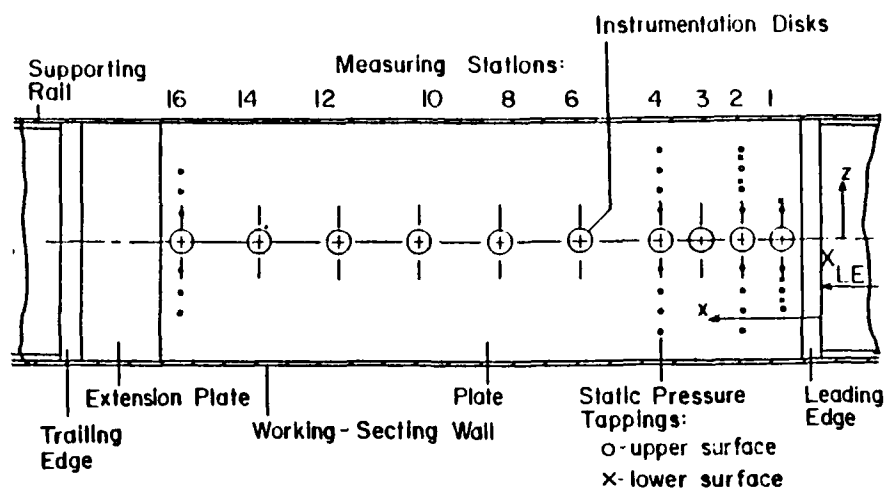 Instrumentation Disks
Supporting
Rail
Measuring Stations:
16 14 12 10 8 6 4 3 2 1
z
X L.E.
x
Extension Plate
Plate
Static Pressure
Tappings:
Leading
Edge
Trailing
Edge
Working-Secting Wall
o-upper surface
x-lower surface